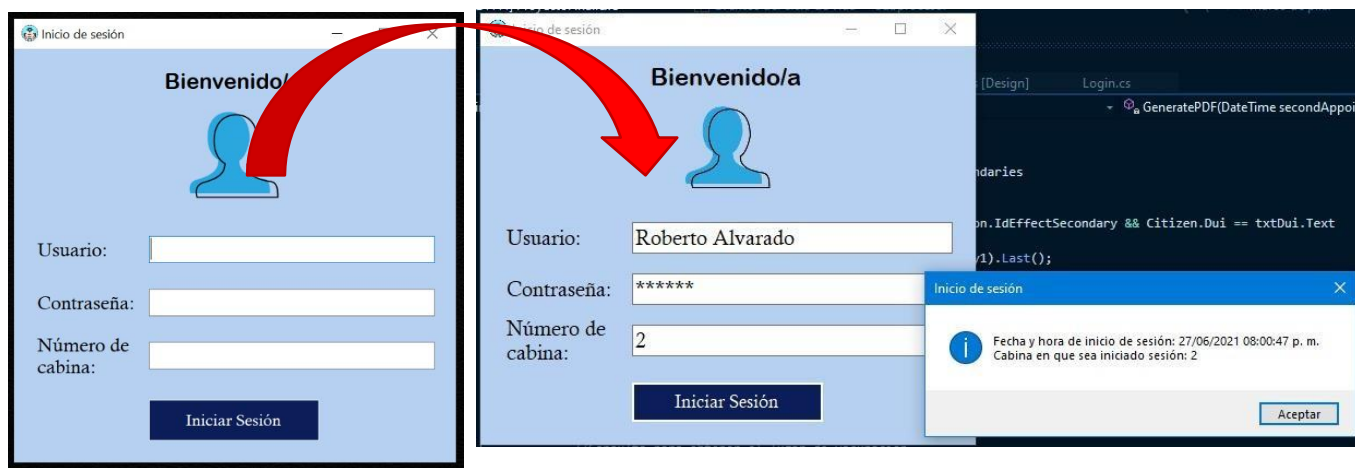 Inicio de sesión
Bienvenido/
Usuario:
Contraseña:
Número de
cabina:
Iniciar Sesión
de sesión
Bienvenido/a
Usuario: Roberto Alvarado
Contraseña: ******
Número de
cabina: 2
Iniciar Sesión
[Design] Login.cs
GeneratePDF(DateTime secondAppoi
ndaries
on.IdEffectSecondary && Citizen.Dui == txtDui.Text
y1).Last();
Inicio de sesión
Fecha y hora de inicio de sesión: 27/06/2021 08:00:47 p. m.
Cabina en que sea iniciado sesión: 2
Aceptar